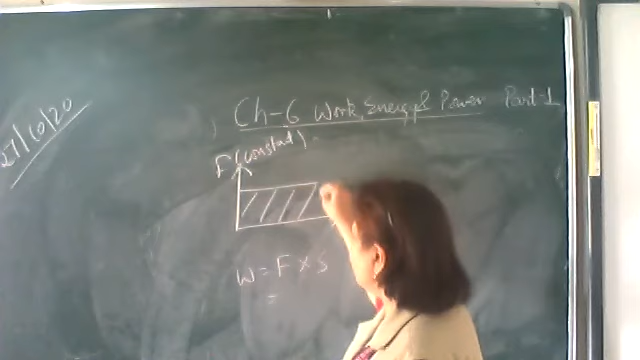 27/10/20
Ch-6 Work, Energy & Power Part-1
F (constant)
W = F × S
=